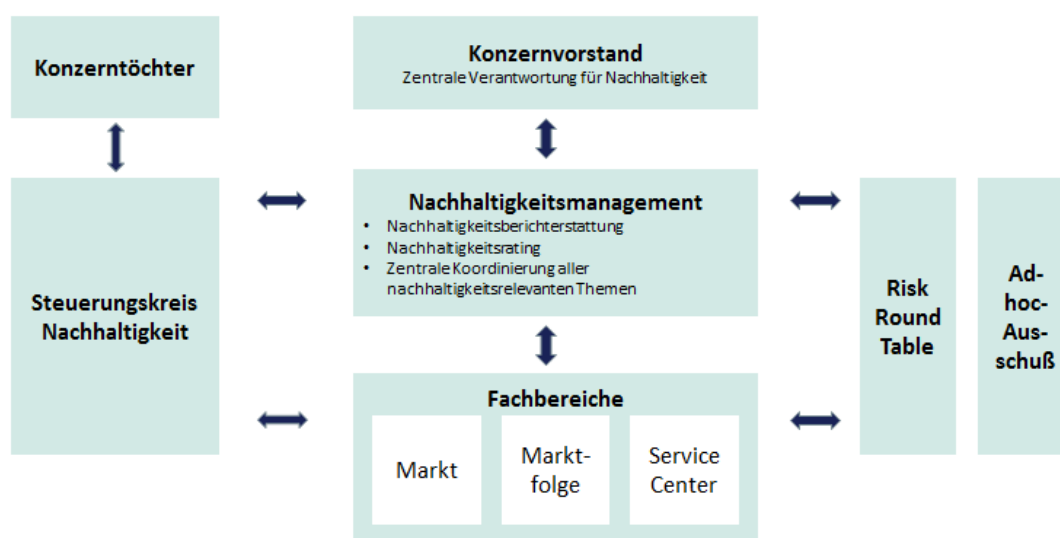 Konzerntöchter
Konzernvorstand
Zentrale Verantwortung für Nachhaltigkeit
Nachhaltigkeitsmanagement
• Nachhaltigkeitsberichterstattung
• Nachhaltigkeitsrating
• Zentrale Koordinierung aller
nachhaltigkeitsrelevanten Themen
Steuerungskreis
Nachhaltigkeit
Risk
Round
Table
Ad-
hoc-
Aus-
schuß
Fachbereiche
Markt
Markt-
folge
Service
Center